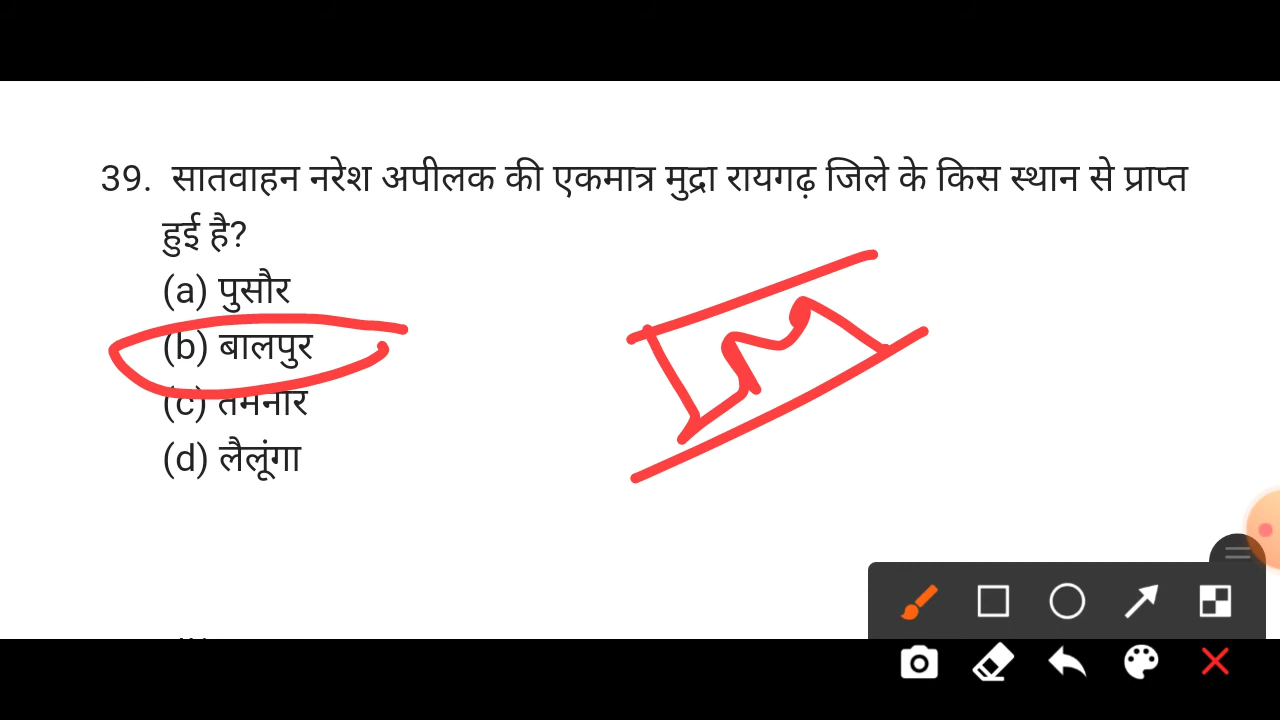 39. सातवाहन नरेश अपीलक की एकमात्र मुद्रा रायगढ़ जिले के किस स्थान से प्राप्त
हुई है?
(a) पुसौर
(b) बालपुर
(c) तमनार
(d) लैलूंगा